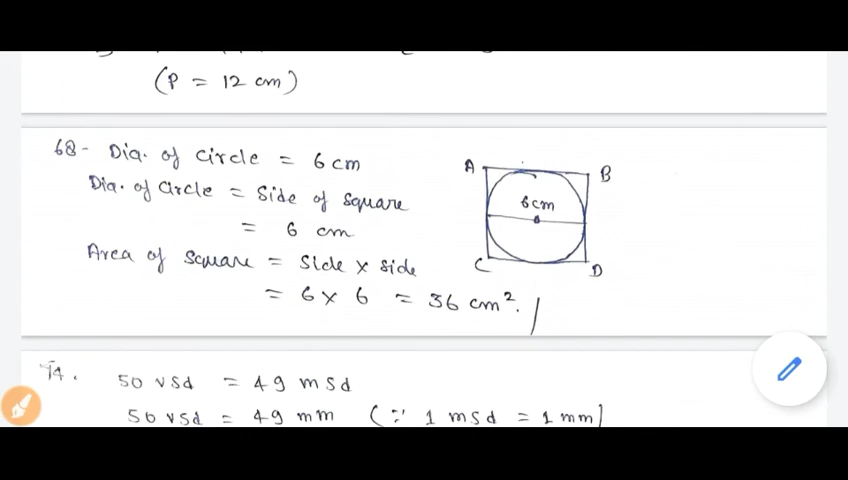 (P = 12 cm)
68- Dia. of circle = 6 cm
Dia. of Circle = Side of square
= 6 cm
Area of square = Side x side
= 6 x 6 = 36 cm².
A
B
6cm
C
D
74. 50 vsd = 49 msd
50 vsd = 49 mm (∵ 1 msd = 1 mm)